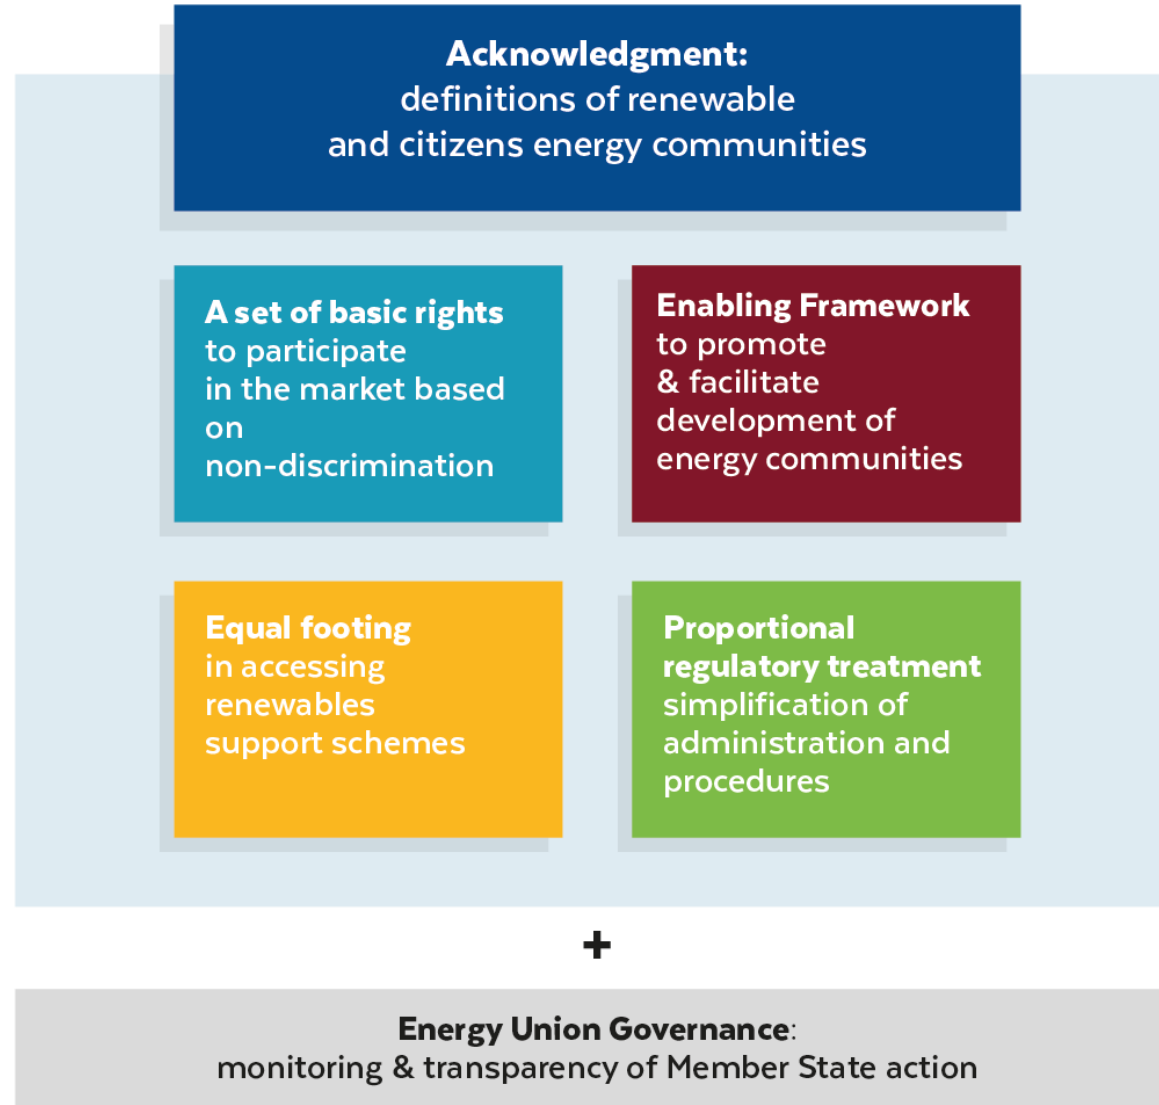 Acknowledgment:
definitions of renewable
and citizens energy communities
A set of basic rights
to participate
in the market based
on
non-discrimination
Enabling Framework
to promote
& facilitate
development of
energy communities
Equal footing
in accessing
renewables
support schemes
Proportional
regulatory treatment
simplification of
administration and
procedures
+
Energy Union Governance:
monitoring & transparency of Member State action